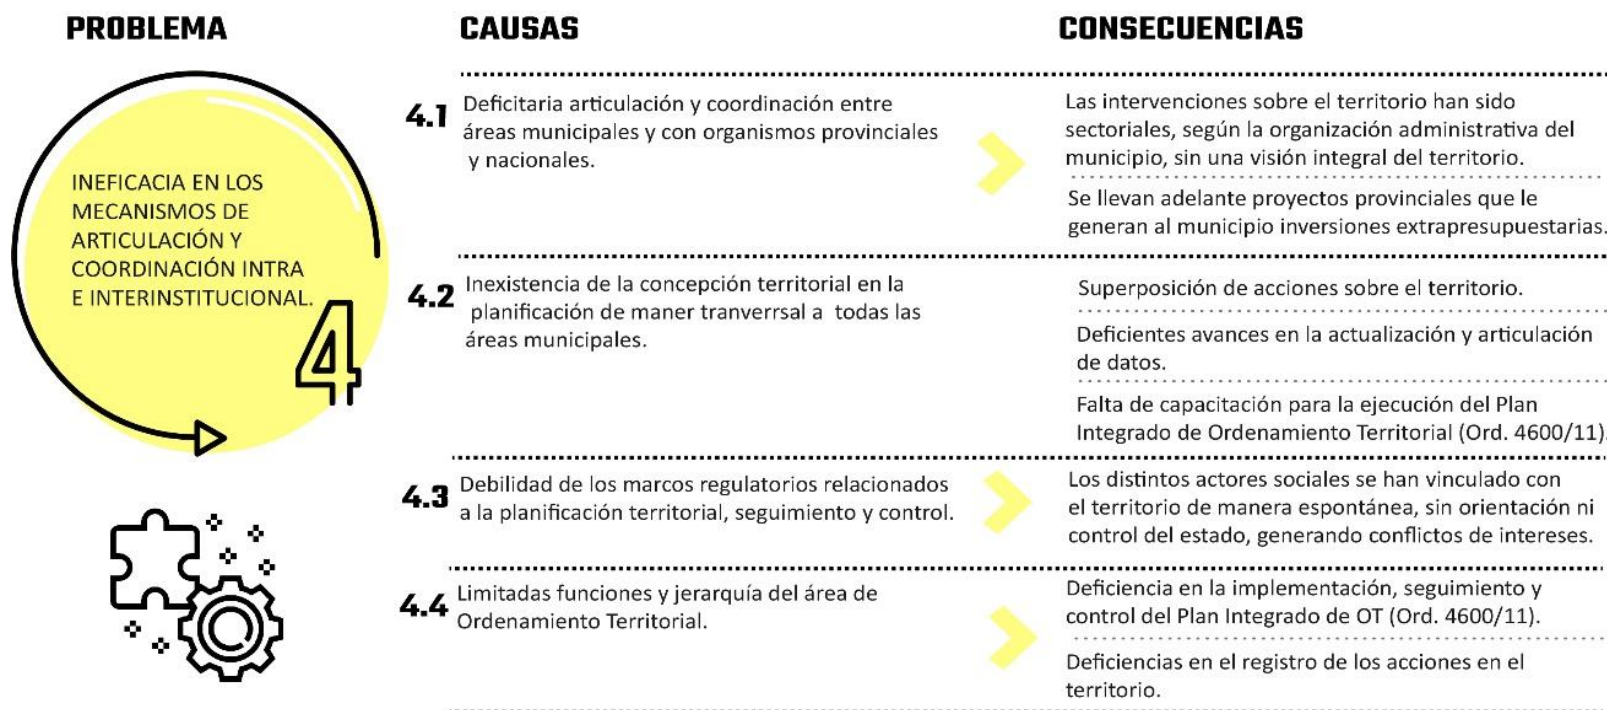 PROBLEMA
CAUSAS
CONSECUENCIAS
INEFICACIA EN LOS
MECANISMOS DE
ARTICULACIÓN Y
COORDINACIÓN INTRA
E INTERINSTITUCIONAL.
4
4.1
Deficitaria articulación y coordinación entre
áreas municipales y con organismos provinciales
y nacionales.
Las intervenciones sobre el territorio han sido
sectoriales, según la organización administrativa del
municipio, sin una visión integral del territorio.
Se llevan adelante proyectos provinciales que le
generan al municipio inversiones extrapresupuestarias.
4.2
Inexistencia de la concepción territorial en la
planificación de maner tranverrsal a todas las
áreas municipales.
Superposición de acciones sobre el territorio.
Deficientes avances en la actualización y articulación
de datos.
Falta de capacitación para la ejecución del Plan
Integrado de Ordenamiento Territorial (Ord. 4600/11).
4.3
Debilidad de los marcos regulatorios relacionados
a la planificación territorial, seguimiento y control.
Los distintos actores sociales se han vinculado con
el territorio de manera espontánea, sin orientación ni
control del estado, generando conflictos de intereses.
4.4
Limitadas funciones y jerarquía del área de
Ordenamiento Territorial.
Deficiencia en la implementación, seguimiento y
control del Plan Integrado de OT (Ord. 4600/11).
Deficiencias en el registro de los acciones en el
territorio.